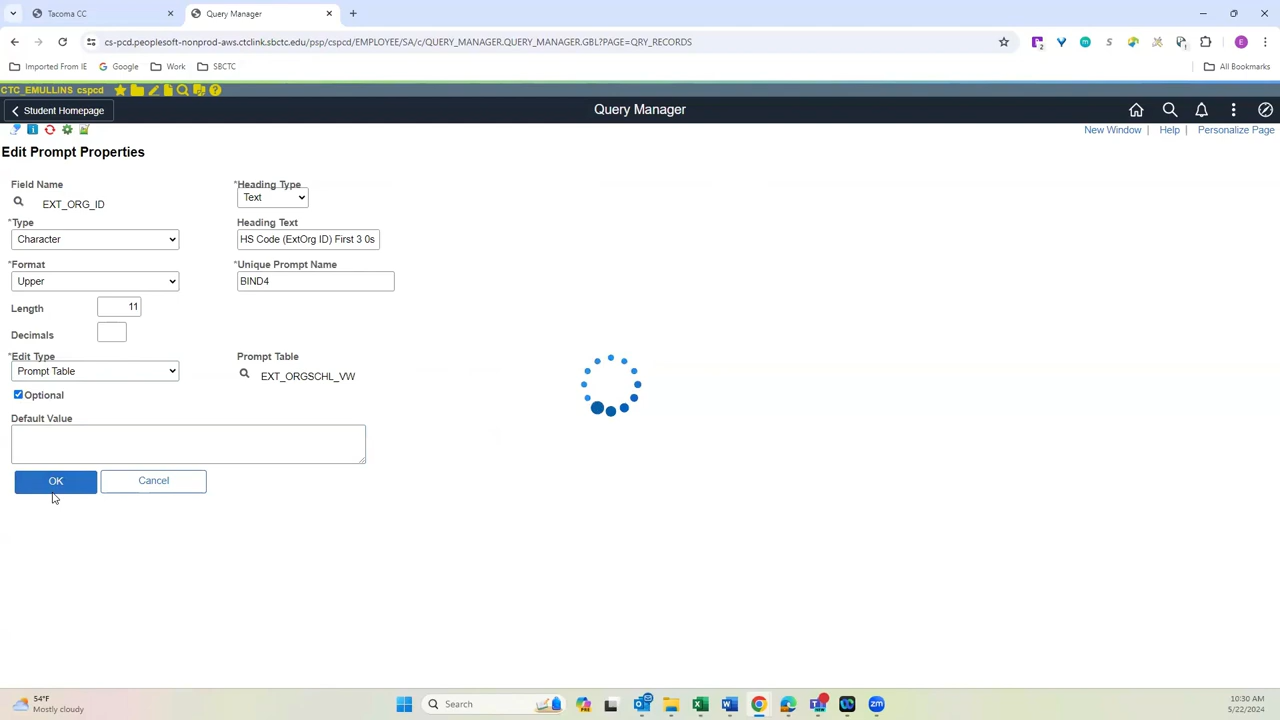 Tacoma CC
Query Manager
cs-pcd.peoplesoft-nonprod-aws.ctclink.sbctc.edu/psp/cspcd/EMPLOYEE/SA/c/QUERY_MANAGER.QUERY_MANAGER.GBL?PAGE=QRY_RECORDS
Imported From IE
Google
Work
SBCTC
All Bookmarks
CTC_EMULLINS cspcd
Student Homepage
Query Manager
New Window | Help | Personalize Page
Edit Prompt Properties
Field Name
*Heading Type
EXT_ORG_ID
Text
*Type
Heading Text
Character
HS Code (ExtOrg ID) First 3 0s
*Format
*Unique Prompt Name
Upper
BIND4
Length
11
Decimals
*Edit Type
Prompt Table
Prompt Table
EXT_ORGSCHL_VW
Optional
Default Value
OK
Cancel
54°F
Mostly cloudy
Search
10:30 AM
5/22/2024